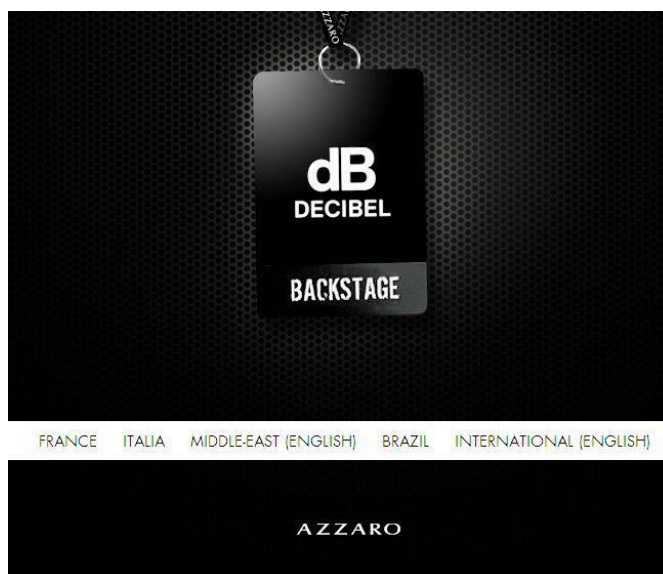 AZZARO
dB
DECIBEL
BACKSTAGE
FRANCE ITALIA MIDDLE-EAST (ENGLISH) BRAZIL INTERNATIONAL (ENGLISH)
AZZARO